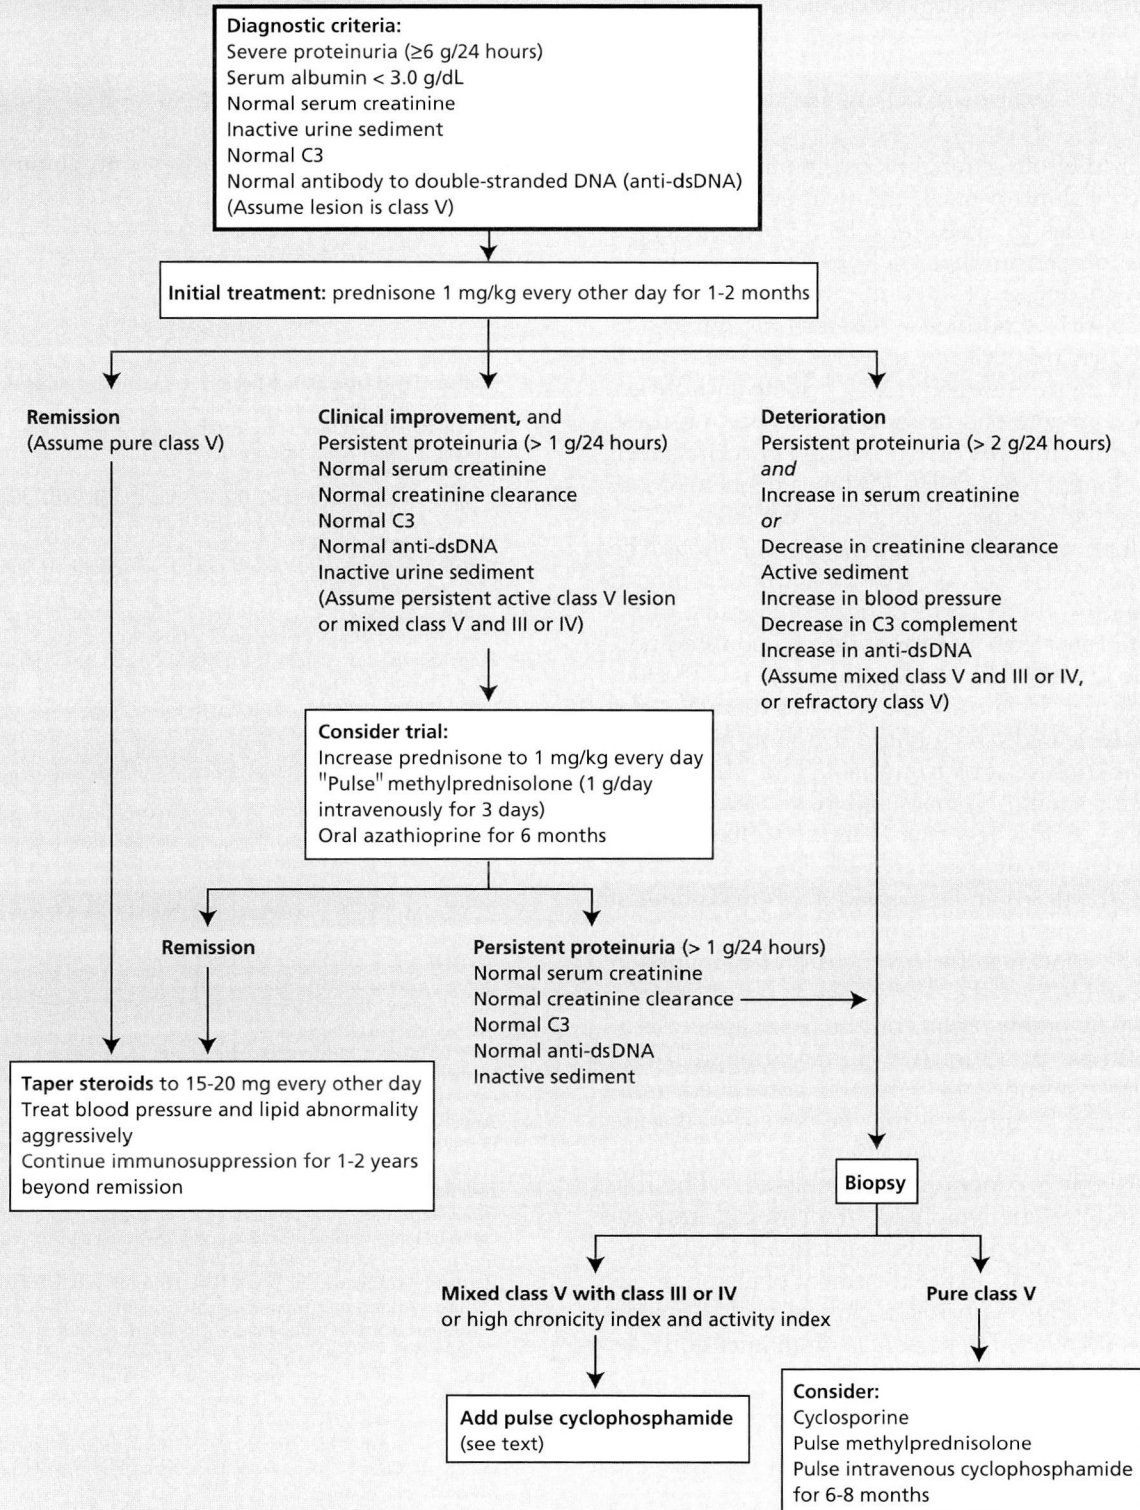 Diagnostic criteria:
Severe proteinuria (≥6 g/24 hours)
Serum albumin < 3.0 g/dL
Normal serum creatinine
Inactive urine sediment
Normal C3
Normal antibody to double-stranded DNA (anti-dsDNA)
(Assume lesion is class V)
Initial treatment: prednisone 1 mg/kg every other day for 1-2 months
Remission
(Assume pure class V)
Clinical improvement, and
Persistent proteinuria (> 1 g/24 hours)
Normal serum creatinine
Normal creatinine clearance
Normal C3
Normal anti-dsDNA
Inactive urine sediment
(Assume persistent active class V lesion
or mixed class V and III or IV)
Deterioration
Persistent proteinuria (> 2 g/24 hours)
and
Increase in serum creatinine
or
Decrease in creatinine clearance
Active sediment
Increase in blood pressure
Decrease in C3 complement
Increase in anti-dsDNA
(Assume mixed class V and III or IV,
or refractory class V)
Consider trial:
Increase prednisone to 1 mg/kg every day
"Pulse" methylprednisolone (1 g/day
intravenously for 3 days)
Oral azathioprine for 6 months
Remission
Persistent proteinuria (> 1 g/24 hours)
Normal serum creatinine
Normal creatinine clearance
Normal C3
Normal anti-dsDNA
Inactive sediment
Taper steroids to 15-20 mg every other day
Treat blood pressure and lipid abnormality
aggressively
Continue immunosuppression for 1-2 years
beyond remission
Biopsy
Mixed class V with class III or IV
or high chronicity index and activity index
Pure class V
Add pulse cyclophosphamide
(see text)
Consider:
Cyclosporine
Pulse methylprednisolone
Pulse intravenous cyclophosphamide
for 6-8 months